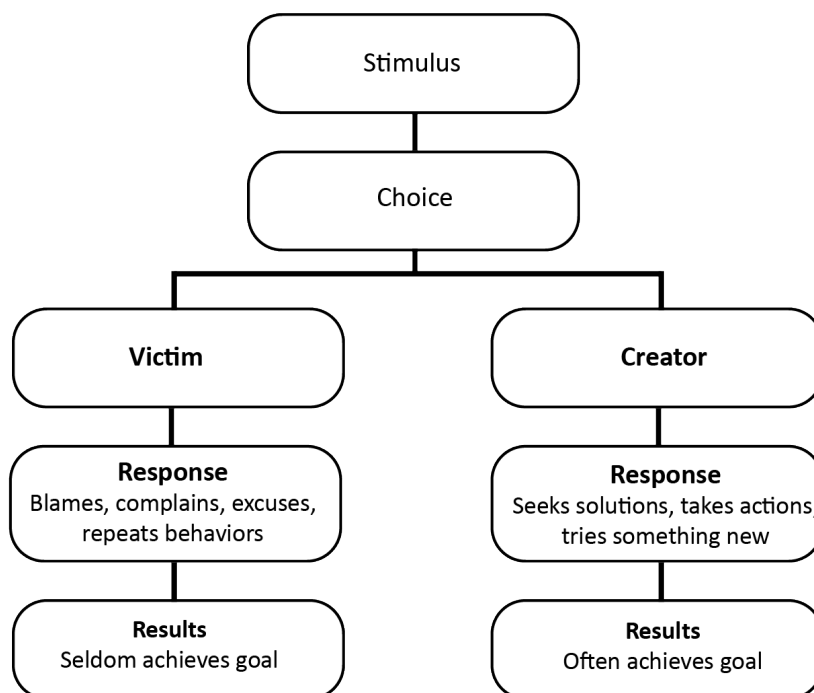 Stimulus
Choice
Victim
Creator
Response
Blames, complains, excuses,
repeats behaviors
Response
Seeks solutions, takes actions,
tries something new
Results
Seldom achieves goal
Results
Often achieves goal